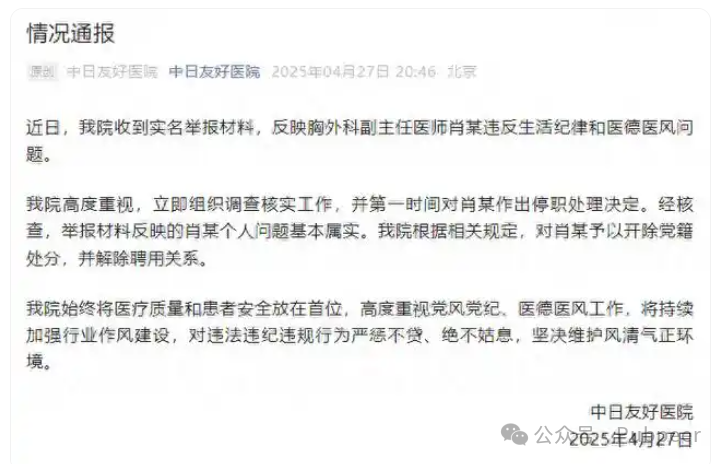 情况通报
原创 中日友好医院 中日友好医院 2025年04月27日 20:46 北京
近日，我院收到实名举报材料，反映胸外科副主任医师肖某违反生活纪律和医德医风问
题。
我院高度重视，立即组织调查核实工作，并第一时间对肖某作出停职处理决定。经核
查，举报材料反映的肖某个人问题基本属实。我院根据相关规定，对肖某予以开除党籍
处分，并解除聘用关系。
我院始终将医疗质量和患者安全放在首位，高度重视党风党纪、医德医风工作，将持续
加强行业作风建设，对违法违纪违规行为严惩不贷、绝不姑息，坚决维护风清气正环
境。
中日友好医院
公众号
2025年4月27日